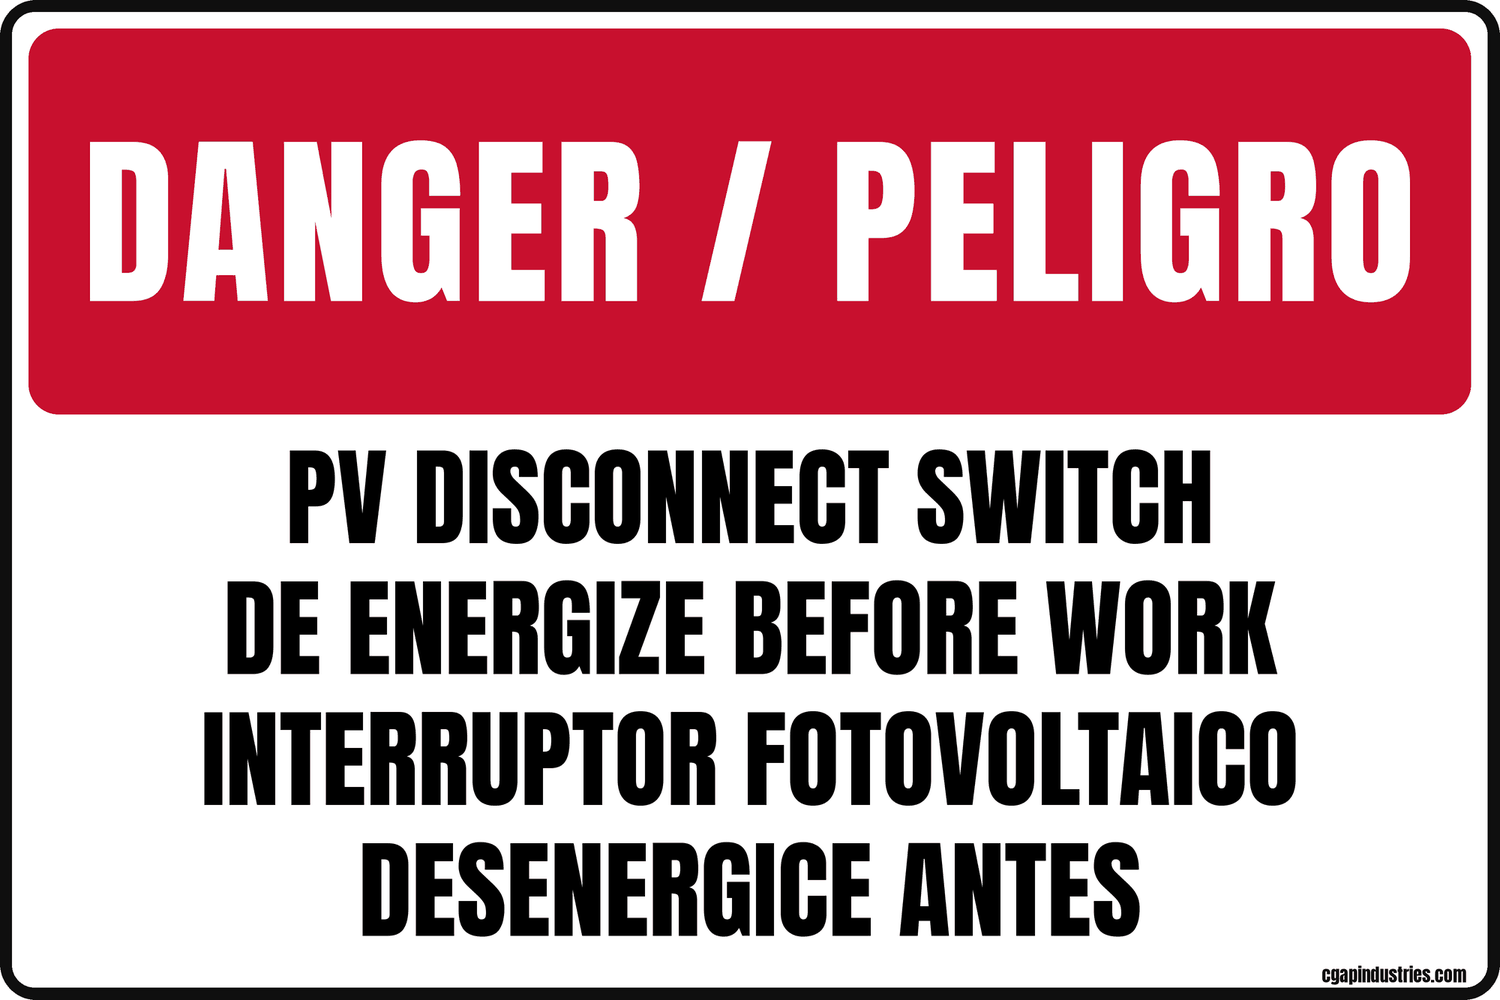 DANGER / PELIGRO
PV DISCONNECT SWITCH
DE ENERGIZE BEFORE WORK
INTERRUPTOR FOTOVOLTAICO
DESENERGICE ANTES
cgapindustries.com